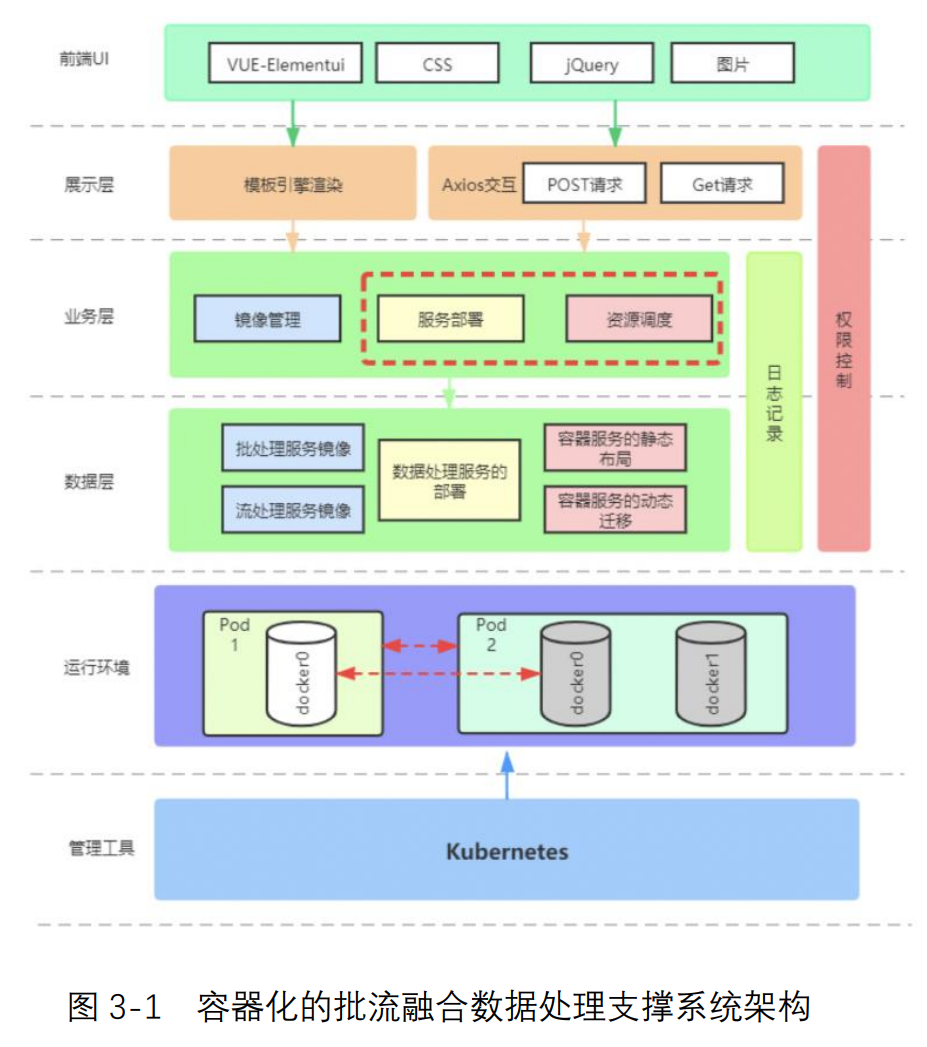 前端UI
VUE-Elementui
CSS
jQuery
图片
展示层
模板引擎渲染
Axios交互
POST请求
Get请求
业务层
镜像管理
服务部署
资源调度
日志记录
权限控制
数据层
批处理服务镜像
流处理服务镜像
数据处理服务的
部署
容器服务的静态
布局
容器服务的动态
迁移
运行环境
Pod
1
docker0
Pod
2
docker0
docker1
管理工具
Kubernetes
图 3-1 容器化的批流融合数据处理支撑系统架构